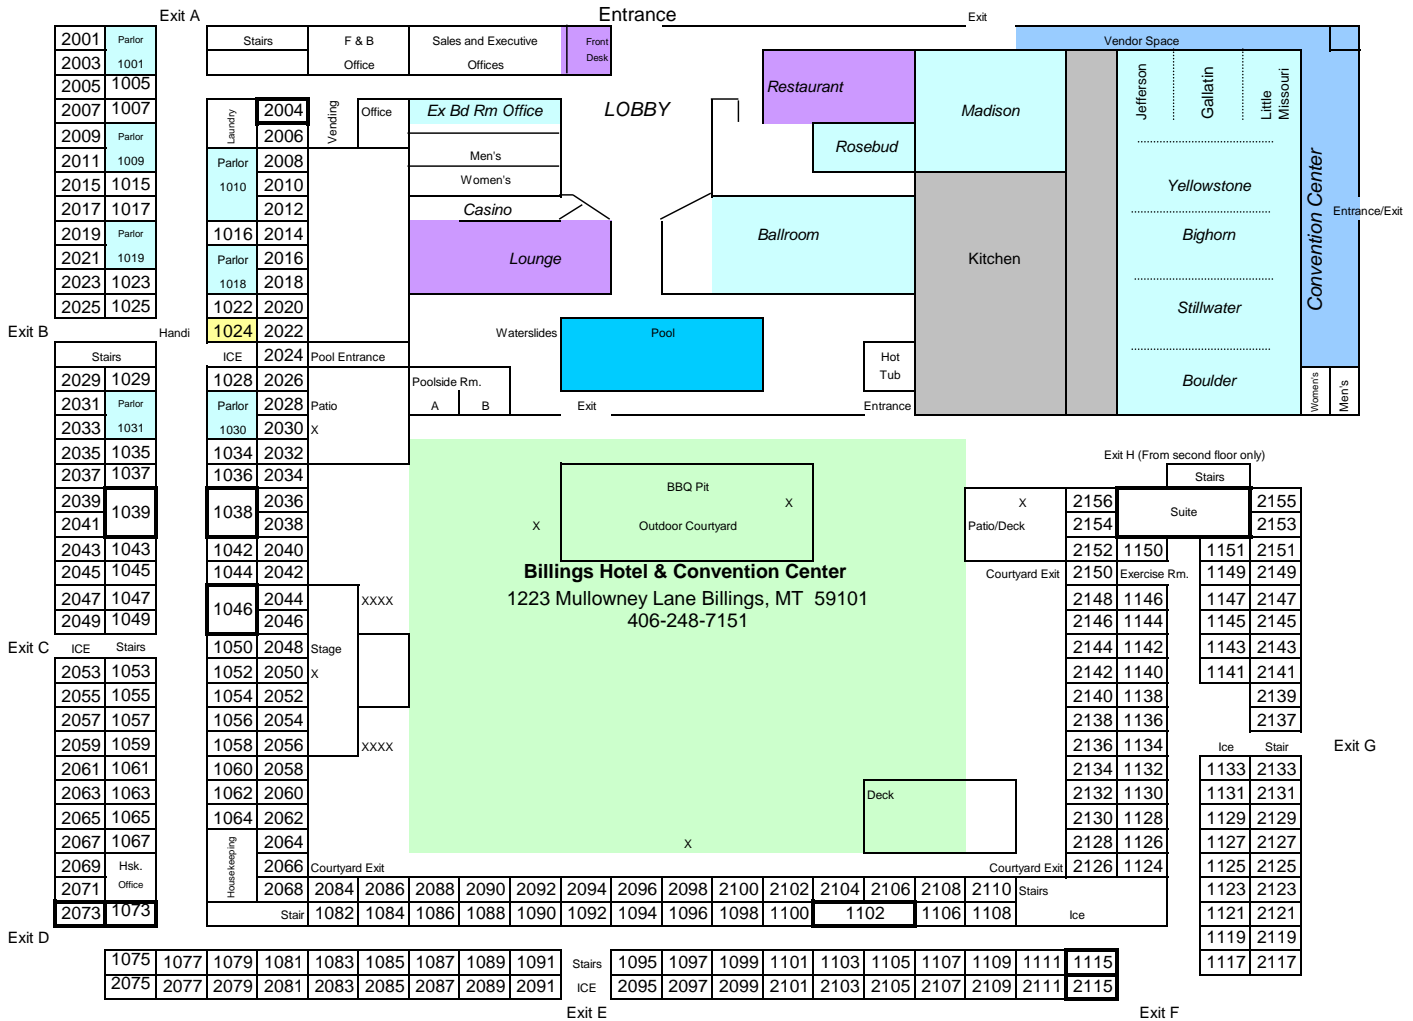 Exit A Entrance Exit
2001 Parlor Stairs F & B Sales and Executive Front Vendor Space
2003 1001 Office Offices Desk
2005 1005
2007 1007 Laundry 2004 Vending Office Ex Bd Rm Office LOBBY Restaurant Madison Jefferson Gallatin Little Missouri
2009 Parlor 2006
2011 1009 Parlor 2008 Men's Rosebud
2015 1015 1010 2010 Women's Yellowstone
2017 1017 2012 Casino Convention Center Entrance/Exit
2019 Parlor 1016 2014 Ballroom Bighorn
2021 1019 Parlor 2016 Lounge Kitchen
2023 1023 1018 2018
2025 1025 1022 2020 Stillwater
Exit B Handi 1024 2022 Waterslides Pool
Stairs ICE 2024 Pool Entrance Hot
2029 1029 1028 2026 Poolside Rm. Tub Boulder Women's Men's
2031 Parlor Parlor 2028 Patio A B Exit Entrance
2033 1031 1030 2030 X
2035 1035 1034 2032 Exit H (From second floor only)
2037 1037 1036 2034 BBQ Pit Stairs
2039 1039 1038 2036 X X 2156 Suite 2155
2041 2038 X Outdoor Courtyard Patio/Deck 2154 2153
2043 1043 1042 2040 2152 1150 1151 2151
2045 1045 1044 2042 Billings Hotel & Convention Center Courtyard Exit 2150 Exercise Rm. 1149 2149
2047 1047 1046 2044 XXXX 1223 Mullowney Lane Billings, MT 59101 2148 1146 1147 2147
2049 1049 2046 406-248-7151 2146 1144 1145 2145
Exit C ICE Stairs 1050 2048 Stage 2144 1142 1143 2143
2053 1053 1052 2050 X 2142 1140 1141 2141
2055 1055 1054 2052 2140 1138 2139
2057 1057 1056 2054 2138 1136 2137
2059 1059 1058 2056 XXXX 2136 1134 Ice Stair Exit G
2061 1061 1060 2058 2134 1132 1133 2133
2063 1063 1062 2060 Deck 2132 1130 1131 2131
2065 1065 1064 2062 2130 1128 1129 2129
2067 1067 Housekeeping 2064 X 2128 1126 1127 2127
2069 Hsk. 2066 Courtyard Exit Courtyard Exit 2126 1124 1125 2125
2071 Office 2068 2084 2086 2088 2090 2092 2094 2096 2098 2100 2102 2104 2106 2108 2110 Stairs 1123 2123
2073 1073 Stair 1082 1084 1086 1088 1090 1092 1094 1096 1098 1100 1102 1106 1108 Ice 1121 2121
Exit D 1119 2119
1075 1077 1079 1081 1083 1085 1087 1089 1091 Stairs 1095 1097 1099 1101 1103 1105 1107 1109 1111 1115 1117 2117
2075 2077 2079 2081 2083 2085 2087 2089 2091 ICE 2095 2097 2099 2101 2103 2105 2107 2109 2111 2115
Exit E Exit F